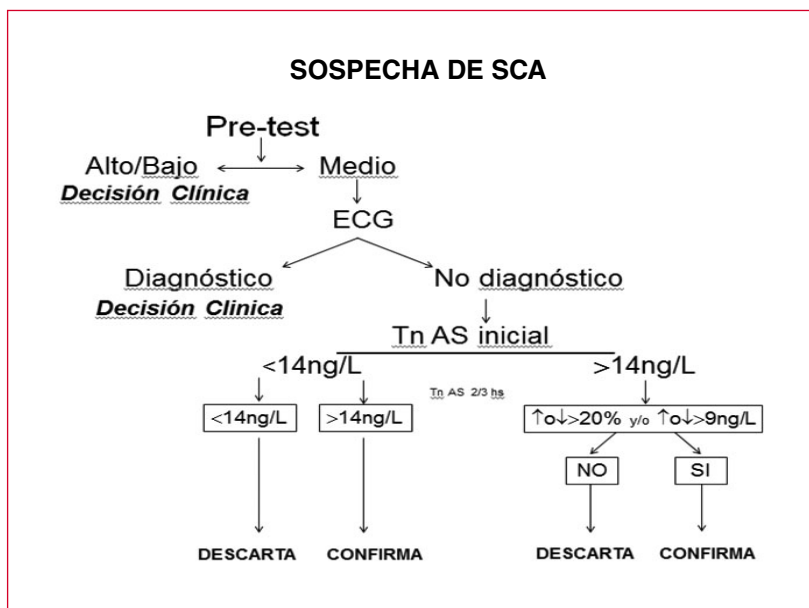 SOSPECHA DE SCA
Pre-test
Alto/Bajo Medio
Decisión Clínica
ECG
Diagnóstico No diagnóstico
Decisión Clinica
Tn AS inicial
<14ng/L >14ng/L
Tn AS 2/3 hs
<14ng/L >14ng/L ↑o↓>20% y/o ↑o↓>9ng/L
NO SI
DESCARTA CONFIRMA DESCARTA CONFIRMA